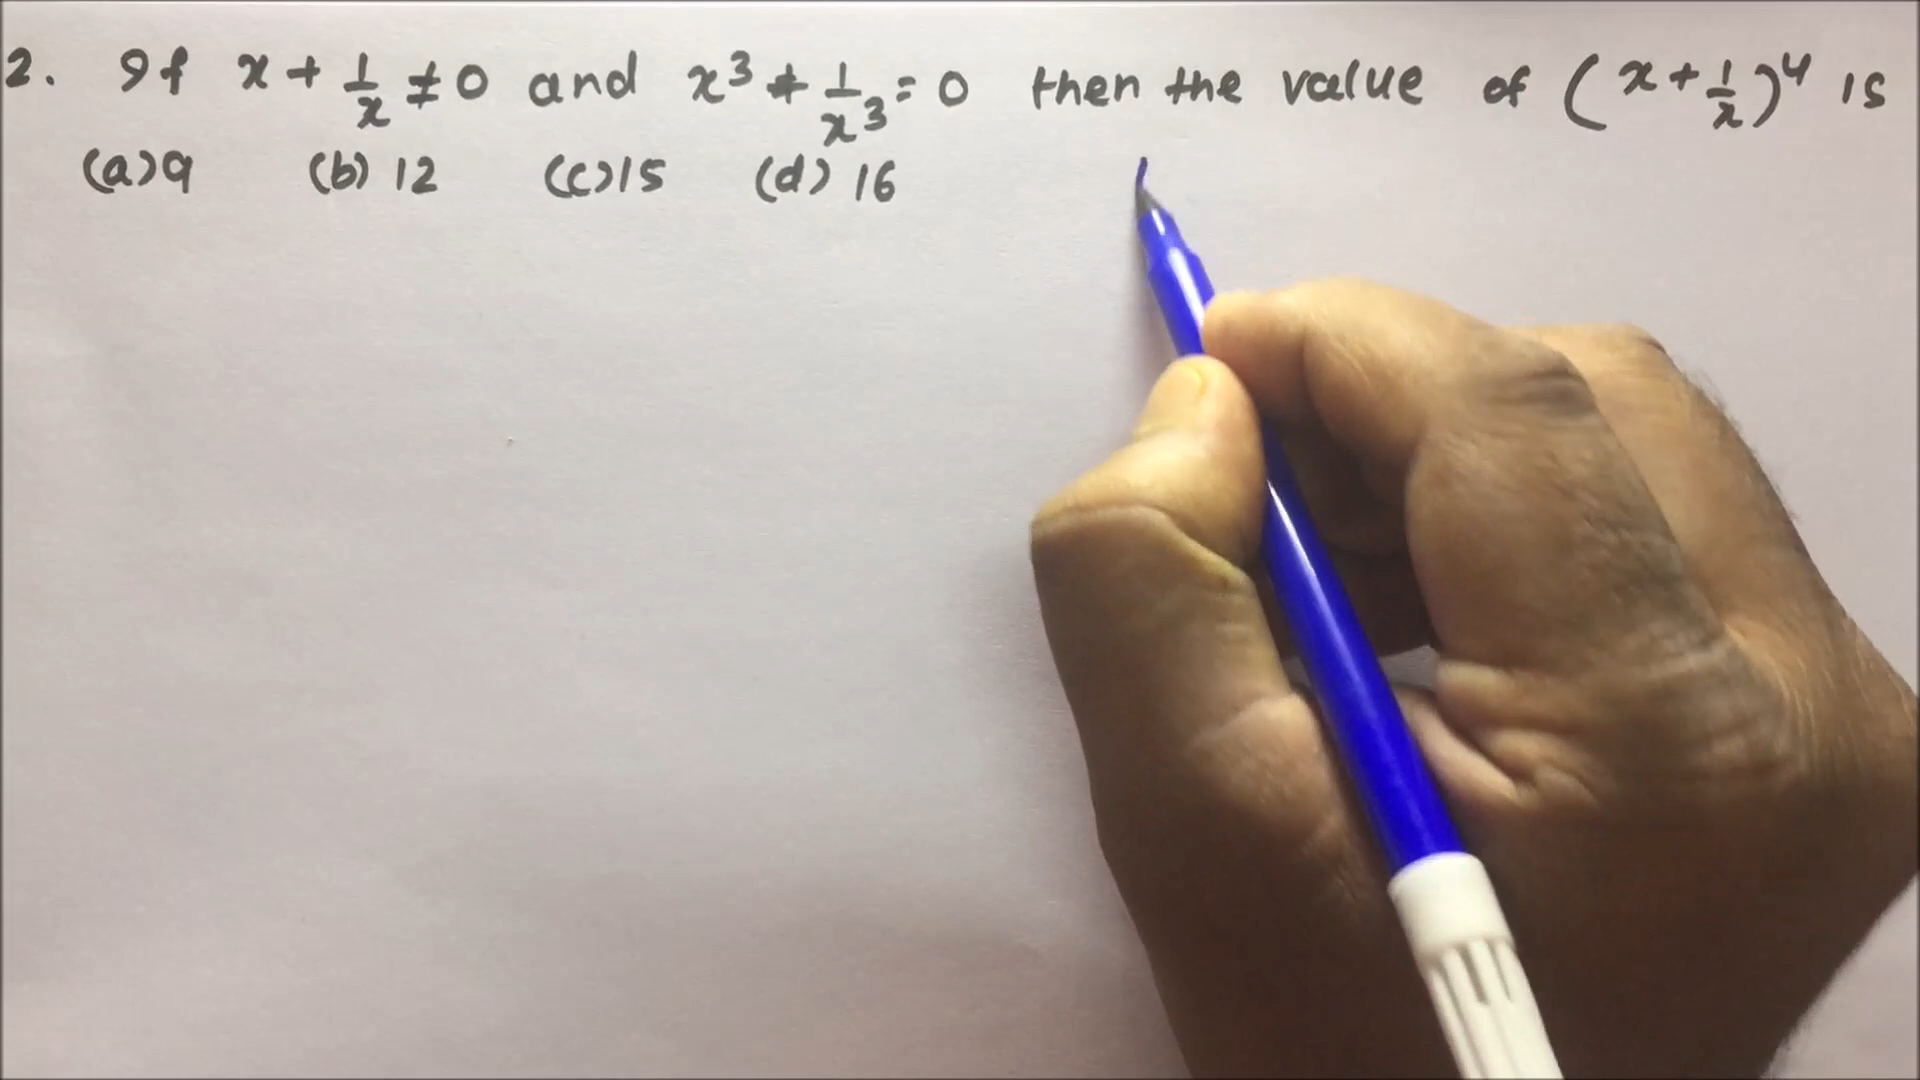 2. If x + 1/x ≠ 0 and x³ + 1/x³ = 0 then the value of (x + 1/x)⁴ is
(a) 9 (b) 12 (c) 15 (d) 16